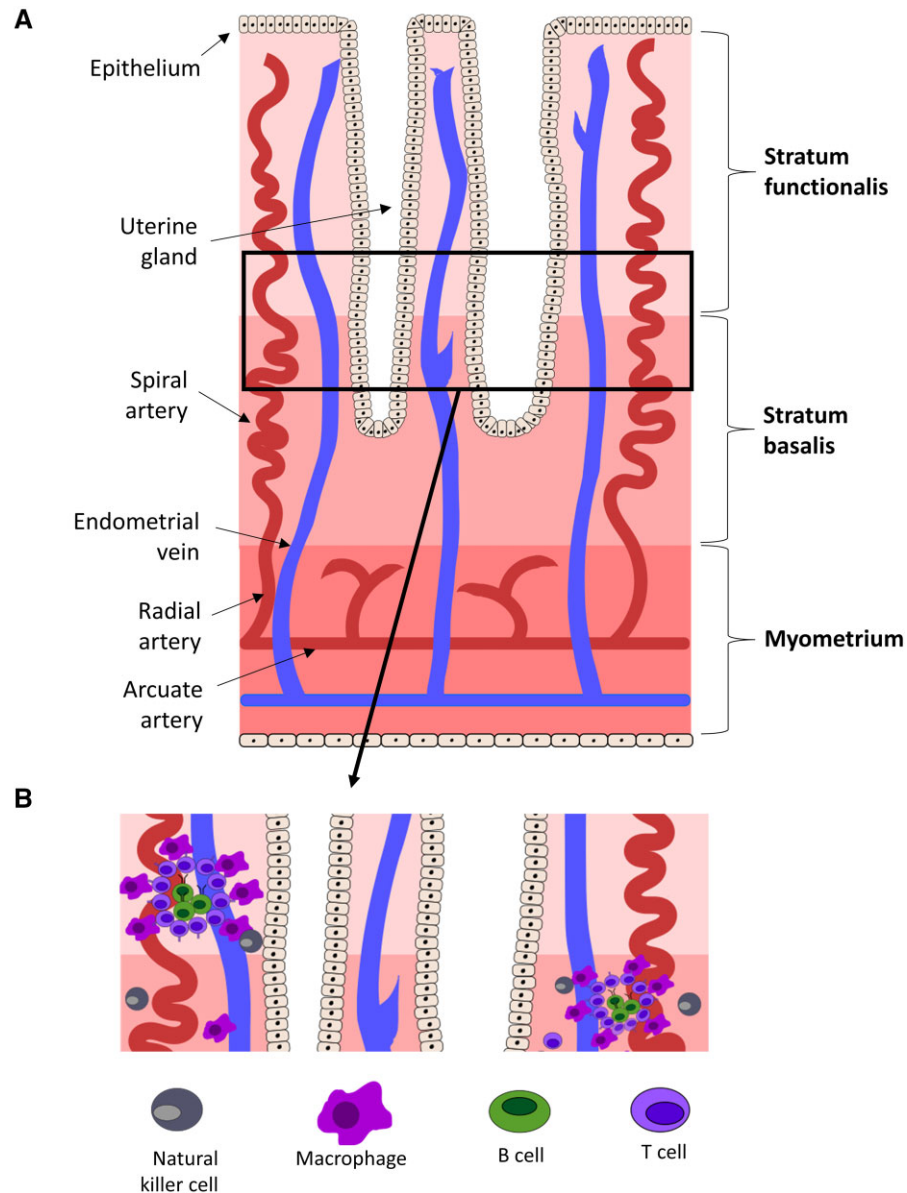 A
Epithelium
Uterine
gland
Spiral
artery
Endometrial
vein
Radial
artery
Arcuate
artery
Stratum
functionalis
Stratum
basalis
Myometrium
B
Natural
killer cell
Macrophage
B cell
T cell